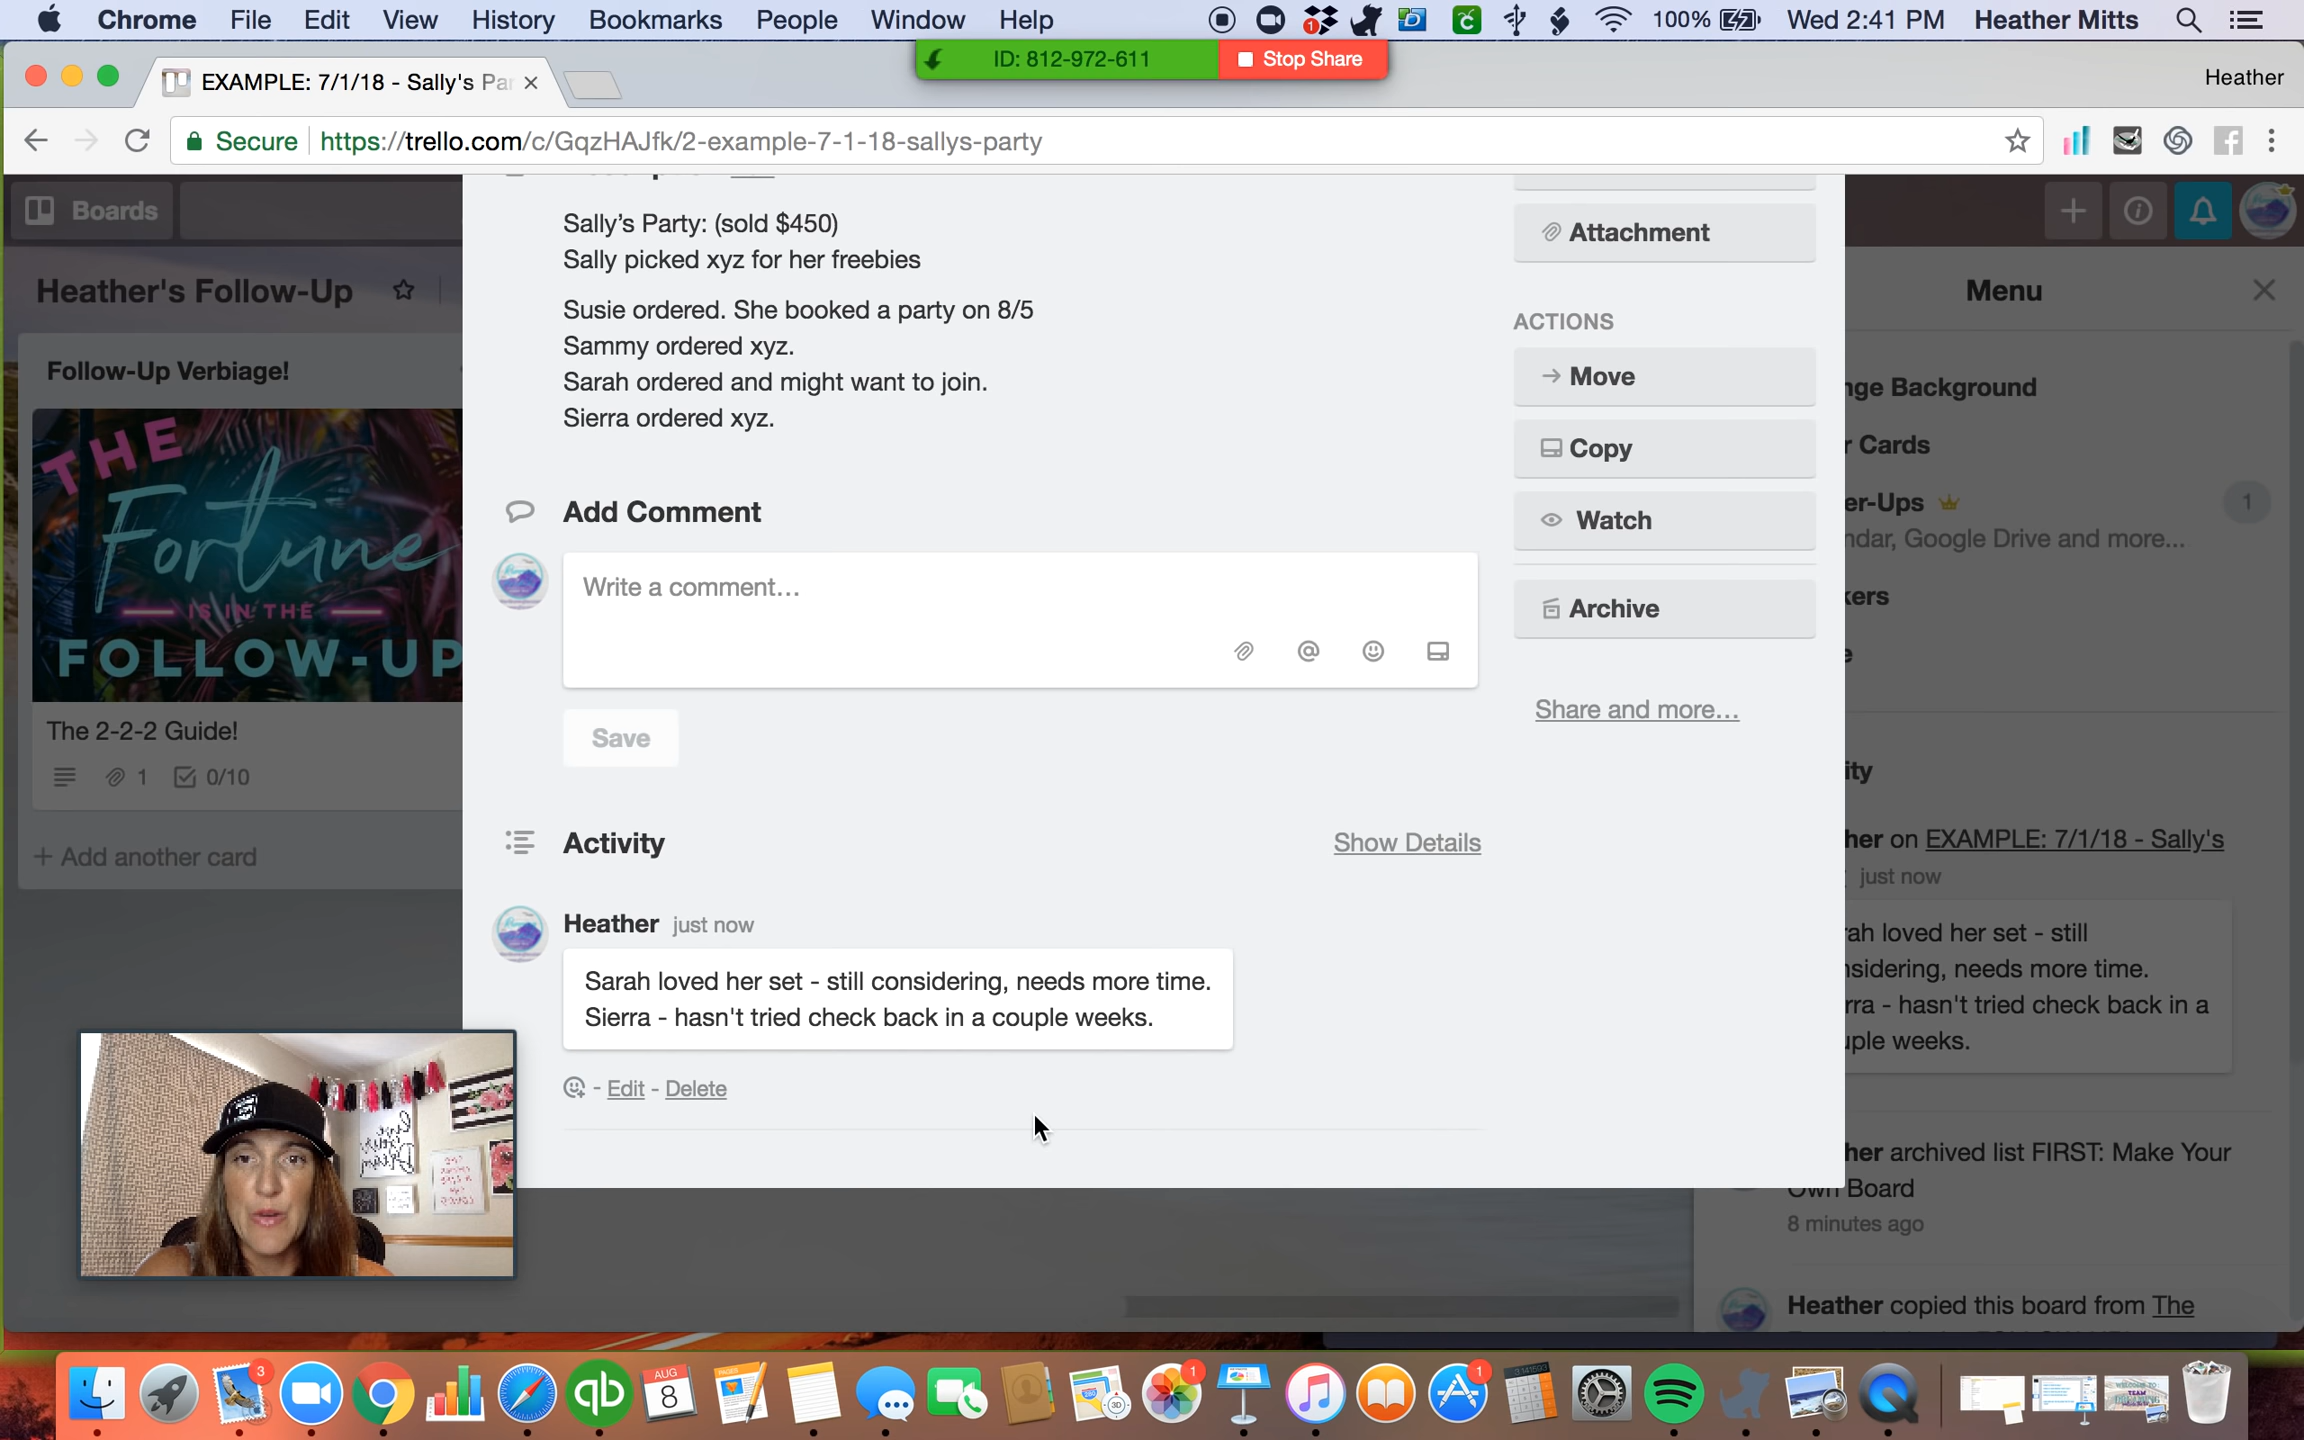 Chrome File Edit View History Bookmarks People Window Help
100% Wed 2:41 PM Heather Mitts
ID: 812-972-611 Stop Share
EXAMPLE: 7/1/18 - Sally's Pa
Heather
Secure https://trello.com/c/GqzHAJfk/2-example-7-1-18-sallys-party
Boards
Heather's Follow-Up
Follow-Up Verbiage!
THE
Fortune
IS IN THE
FOLLOW-UP
The 2-2-2 Guide!
1 0/10
+ Add another card
Sally's Party: (sold $450)
Sally picked xyz for her freebies
Susie ordered. She booked a party on 8/5
Sammy ordered xyz.
Sarah ordered and might want to join.
Sierra ordered xyz.
Add Comment
Write a comment...
Save
Activity
Show Details
Heather just now
Sarah loved her set - still considering, needs more time.
Sierra - hasn't tried check back in a couple weeks.
- Edit - Delete
Attachment
ACTIONS
Move
Copy
Watch
Archive
Share and more...
Menu
nge Background
r Cards
er-Ups 1
ndar, Google Drive and more...
kers
e
ity
her on EXAMPLE: 7/1/18 - Sally's
just now
rah loved her set - still
nsidering, needs more time.
rra - hasn't tried check back in a
uple weeks.
her archived list FIRST: Make Your
Own Board
8 minutes ago
Heather copied this board from The
3
AUG
8
1
1